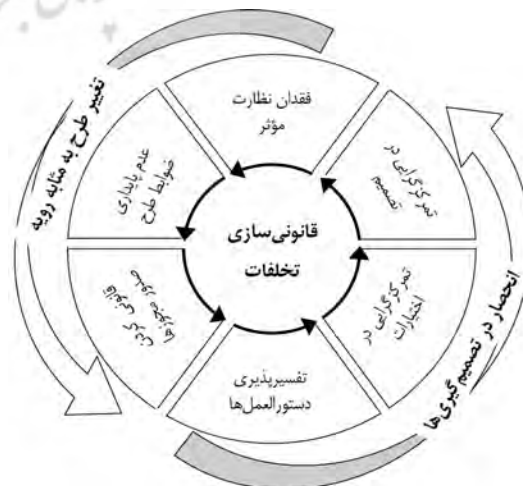 تغییر طرح به مثابه رویه
فقدان نظارت
مؤثر
تمرکزگرایی در
تصمیم
تمرکزگرایی در
اختیارات
تفسیرپذیری
دستورالعمل‌ها
قانونی کردن
صدور مجوزها
عدم پایداری
ضوابط طرح
قانونی‌سازی
تخلفات
انحصار در تصمیم‌گیری‌ها